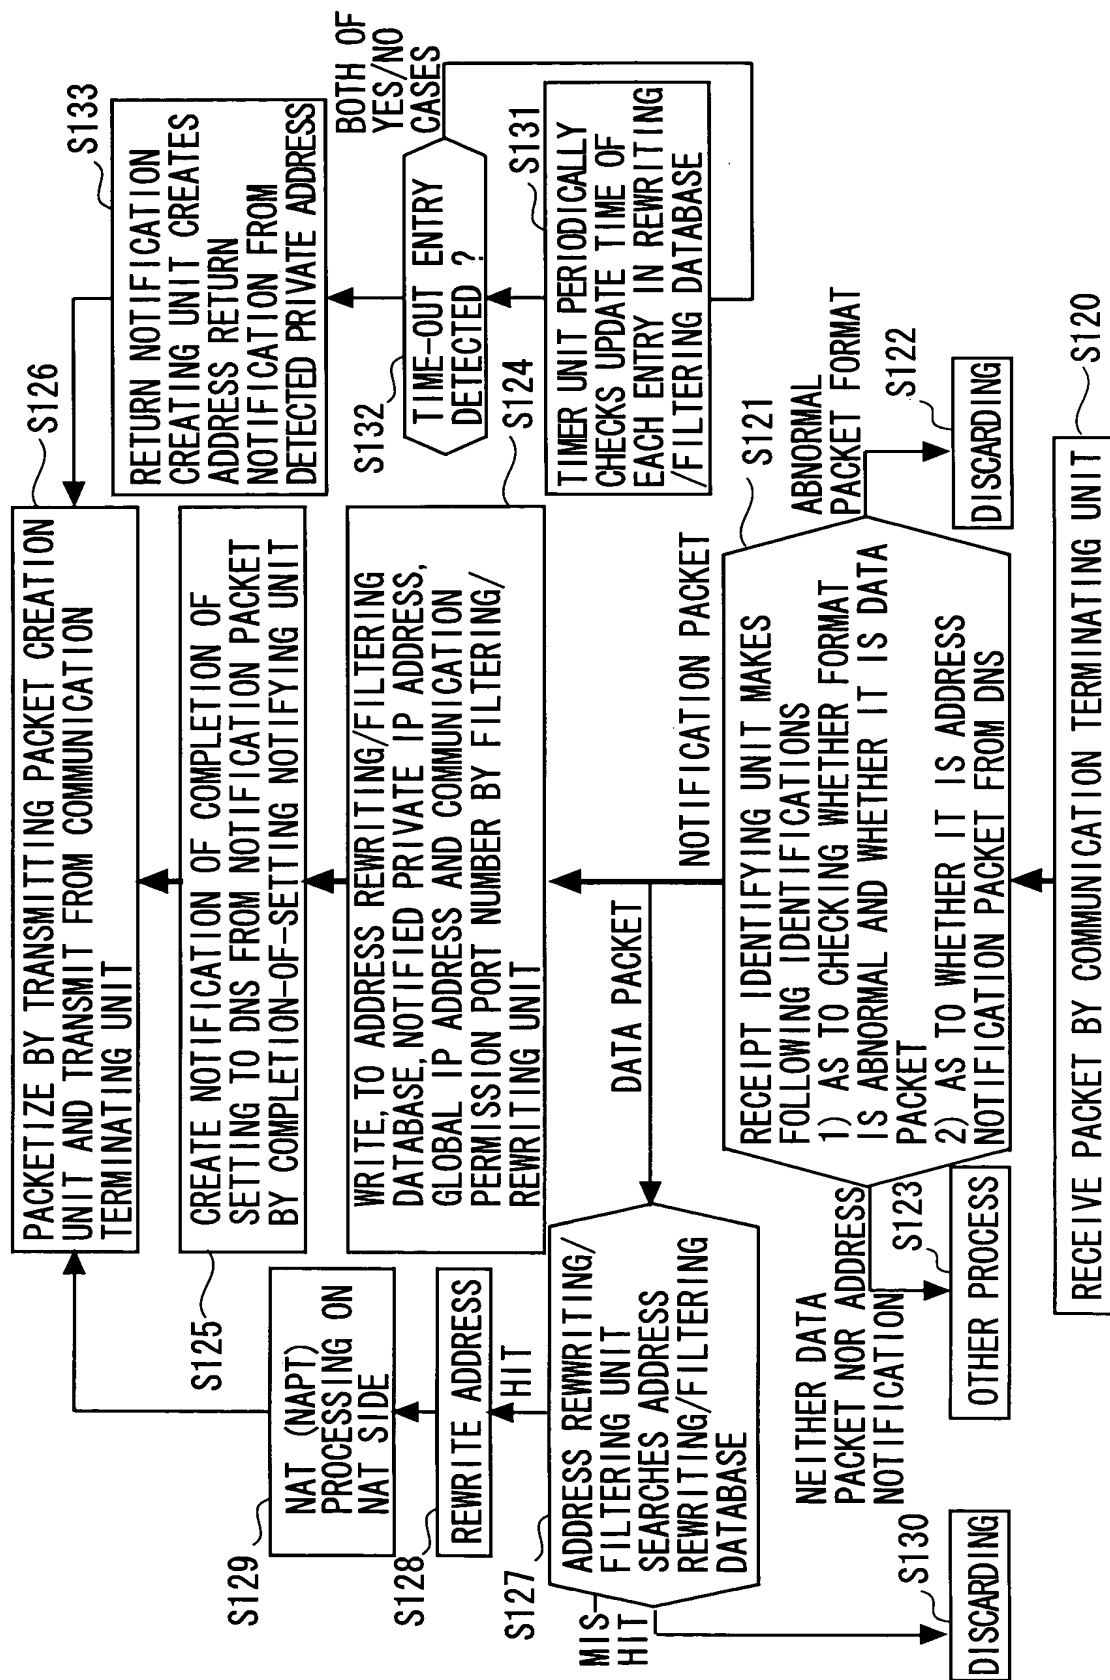 PACKETIZE BY TRANSMITTING PACKET CREATION
UNIT AND TRANSMIT FROM COMMUNICATION
TERMINATING UNIT
S126
RETURN NOTIFICATION
CREATING UNIT CREATES
ADDRESS RETURN
NOTIFICATION FROM
DETECTED PRIVATE ADDRESS
S133
BOTH OF
YES/NO
CASES
TIME-OUT ENTRY
DETECTED ?
S132
TIMER UNIT PERIODICALLY
CHECKS UPDATE TIME OF
EACH ENTRY IN REWRITING
/FILTERING DATABASE
S131
CREATE NOTIFICATION OF COMPLETION OF
SETTING TO DNS FROM NOTIFICATION PACKET
BY COMPLETION-OF-SETTING NOTIFYING UNIT
S125
WRITE, TO ADDRESS REWRITING/FILTERING
DATABASE, NOTIFIED PRIVATE IP ADDRESS,
GLOBAL IP ADDRESS AND COMMUNICATION
PERMISSION PORT NUMBER BY FILTERING/
REWRITING UNIT
S124
NAT (NAPT)
PROCESSING ON
NAT SIDE
S129
REWRITE ADDRESS
S128
HIT
ADDRESS REWWRITING/
FILTERING UNIT
SEARCHES ADDRESS
REWRITING/FILTERING
DATABASE
S127
MIS-
HIT
DATA PACKET
NOTIFICATION PACKET
RECEIPT IDENTIFYING UNIT MAKES
FOLLOWING IDENTIFICATIONS
1) AS TO CHECKING WHETHER FORMAT
IS ABNORMAL AND WHETHER IT IS DATA
PACKET
2) AS TO WHETHER IT IS ADDRESS
NOTIFICATION PACKET FROM DNS
S121
ABNORMAL
PACKET FORMAT
S122
DISCARDING
NEITHER DATA
PACKET NOR ADDRESS
NOTIFICATION
S123
OTHER PROCESS
S130
DISCARDING
RECEIVE PACKET BY COMMUNICATION TERMINATING UNIT
S120